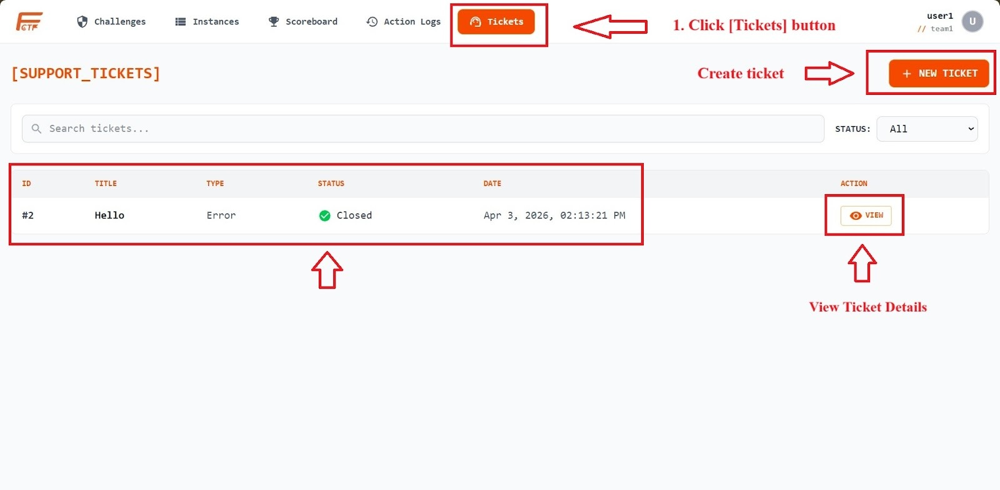 FCTF
Challenges
Instances
Scoreboard
Action Logs
Tickets
1. Click [Tickets] button
user1
// team1
U
[SUPPORT_TICKETS]
Create ticket
+ NEW TICKET
Search tickets...
STATUS:
All
ID TITLE TYPE STATUS DATE ACTION
#2 Hello Error Closed Apr 3, 2026, 02:13:21 PM VIEW
View Ticket Details